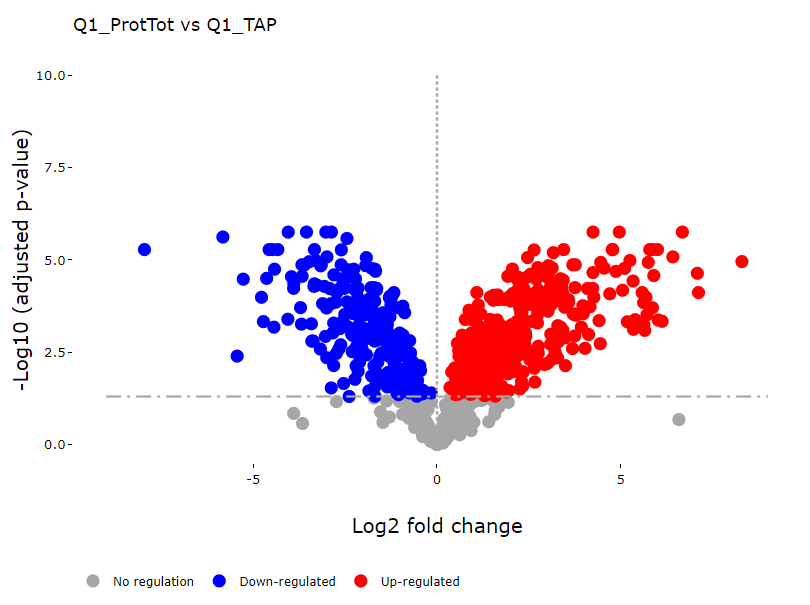 Q1_ProtTot vs Q1_TAP
10.0
7.5
5.0
2.5
0.0
-Log10 (adjusted p-value)
-5
0
5
Log2 fold change
No regulation
Down-regulated
Up-regulated